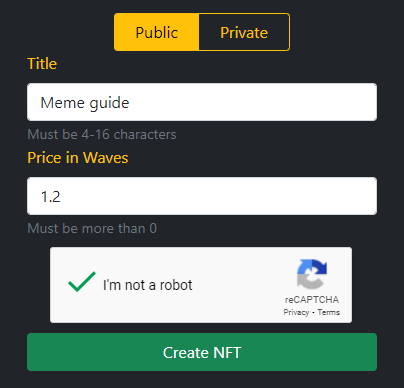 Public Private
Title
Meme guide
Must be 4-16 characters
Price in Waves
1.2
Must be more than 0
I'm not a robot
reCAPTCHA
Privacy - Terms
Create NFT